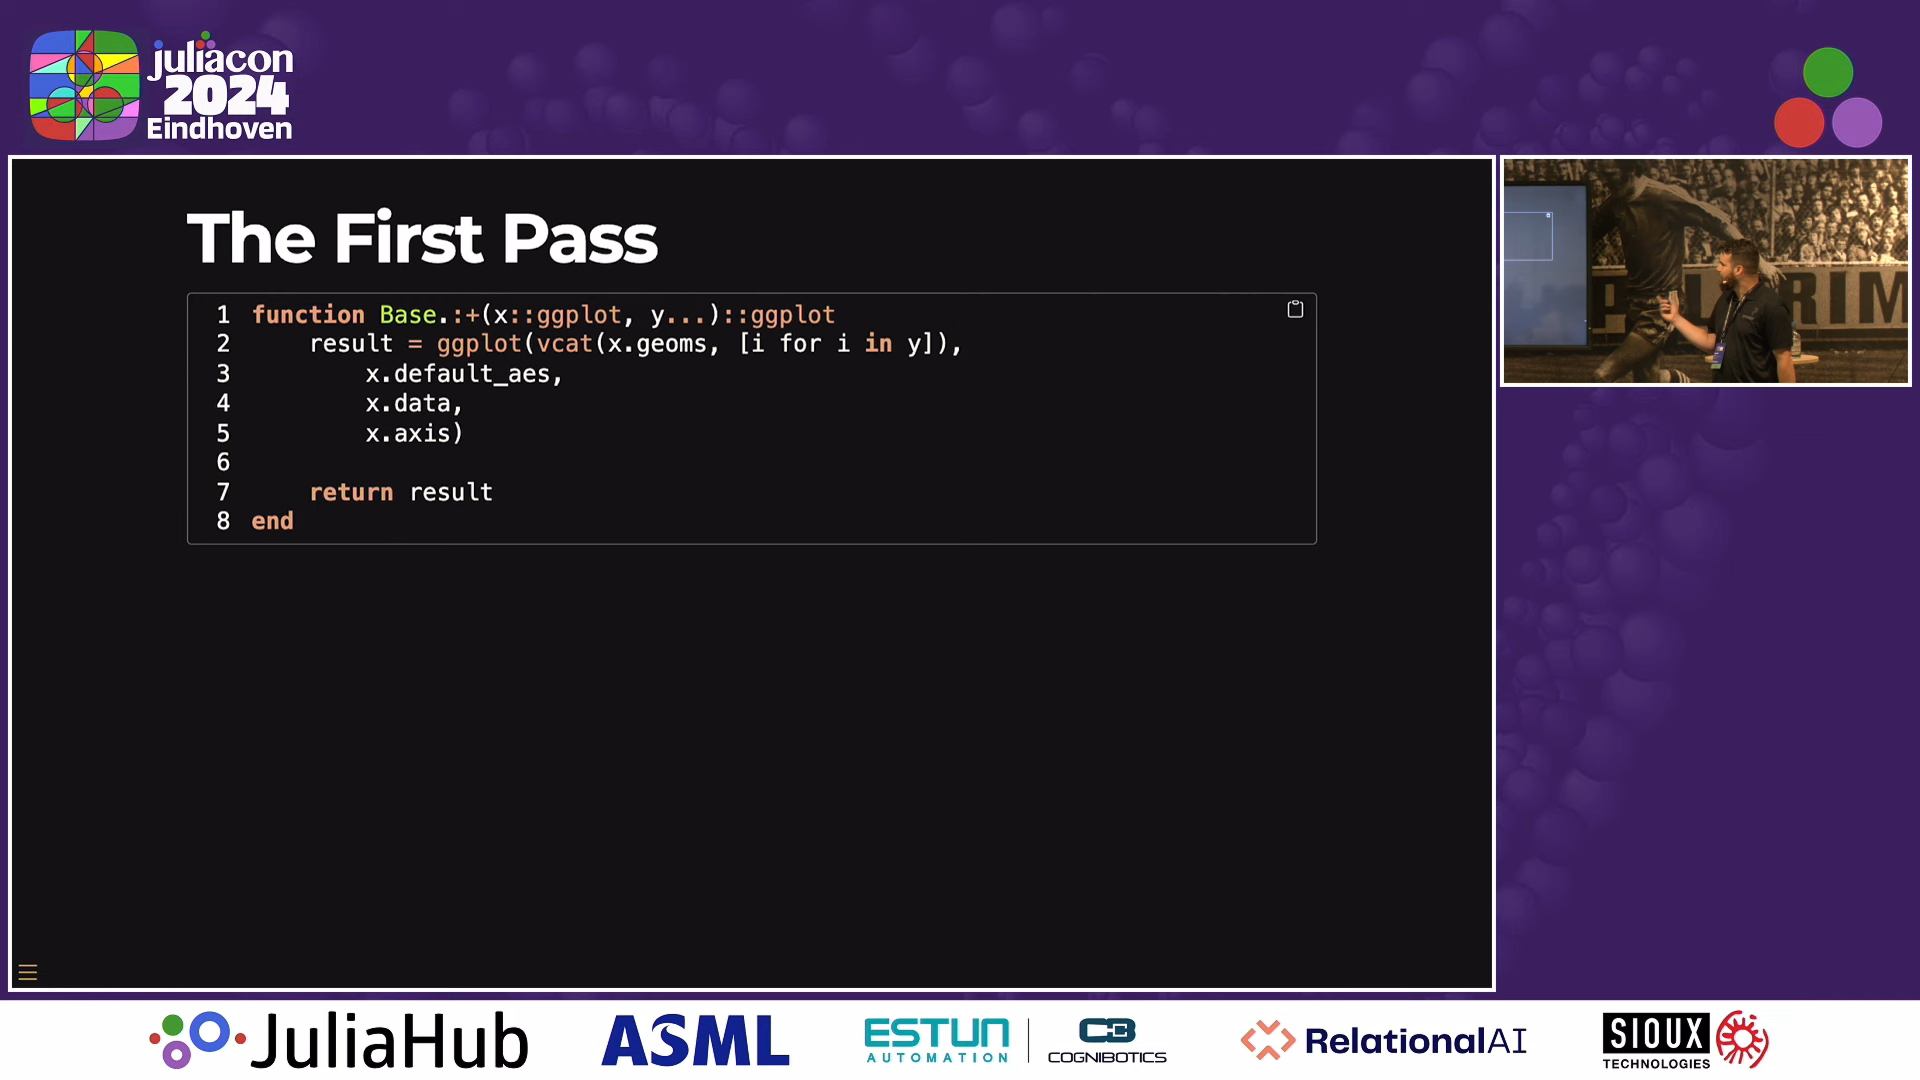 juliacon
2024
Eindhoven
The First Pass
1 function Base.:+(x::ggplot, y...)::ggplot
2     result = ggplot(vcat(x.geoms, [i for i in y]),
3         x.default_aes,
4         x.data,
5         x.axis)
6
7     return result
8 end
JuliaHub
ASML
ESTUN
AUTOMATION
COGNIBOTICS
RelationalAI
SIOUX
TECHNOLOGIES